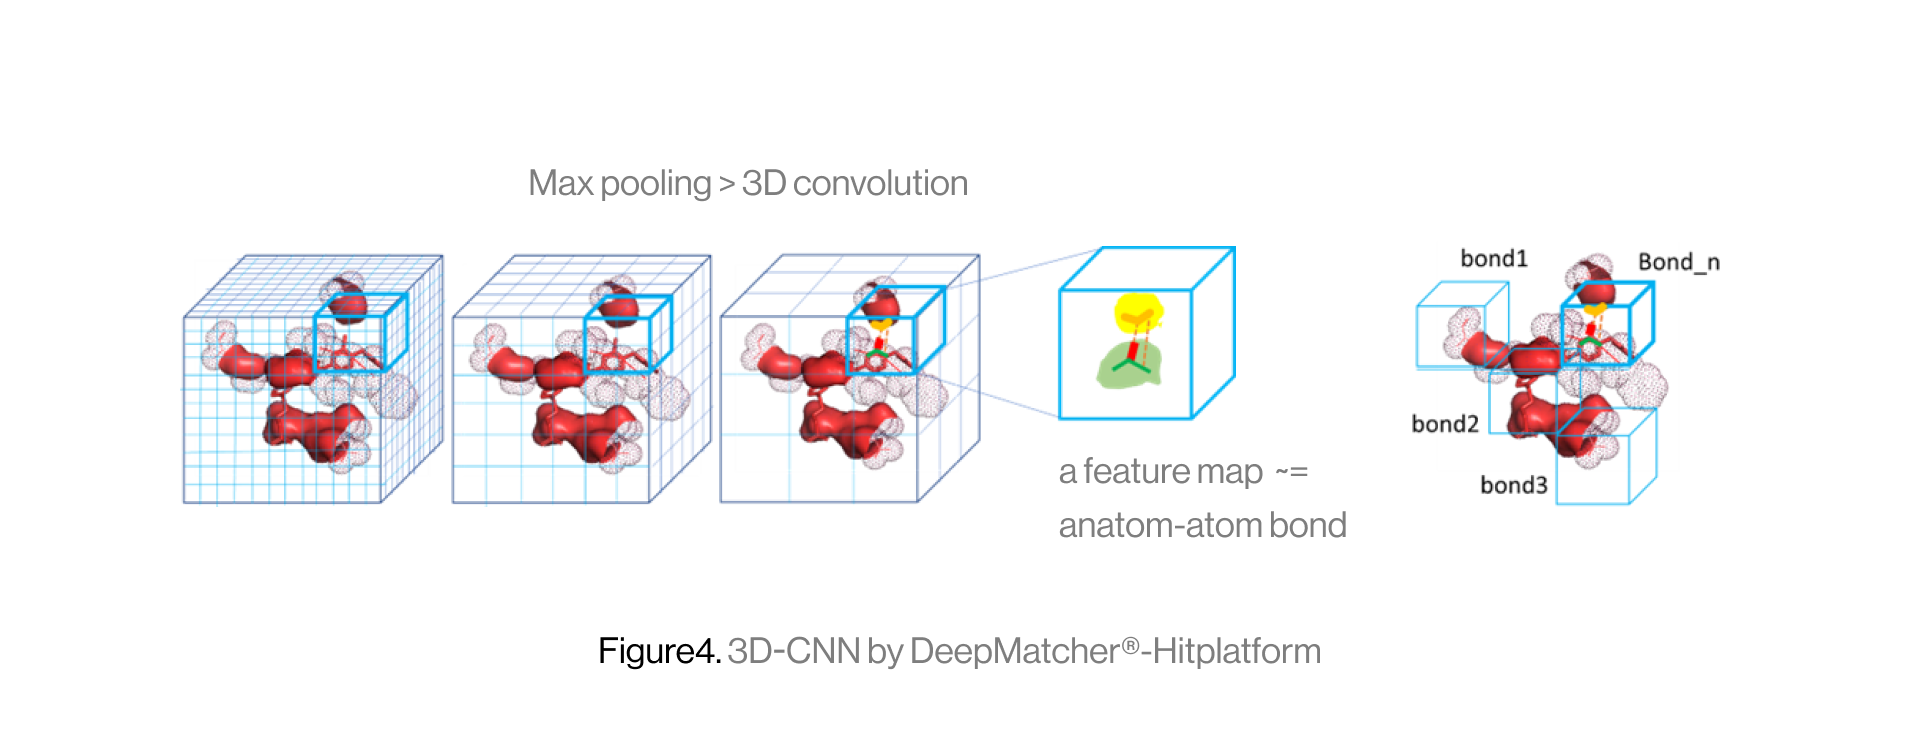 Max pooling > 3D convolution
bond1
Bond_n
bond2
bond3
a feature map ~=
anatom-atom bond
Figure4. 3D-CNN by DeepMatcher®-Hitplatform